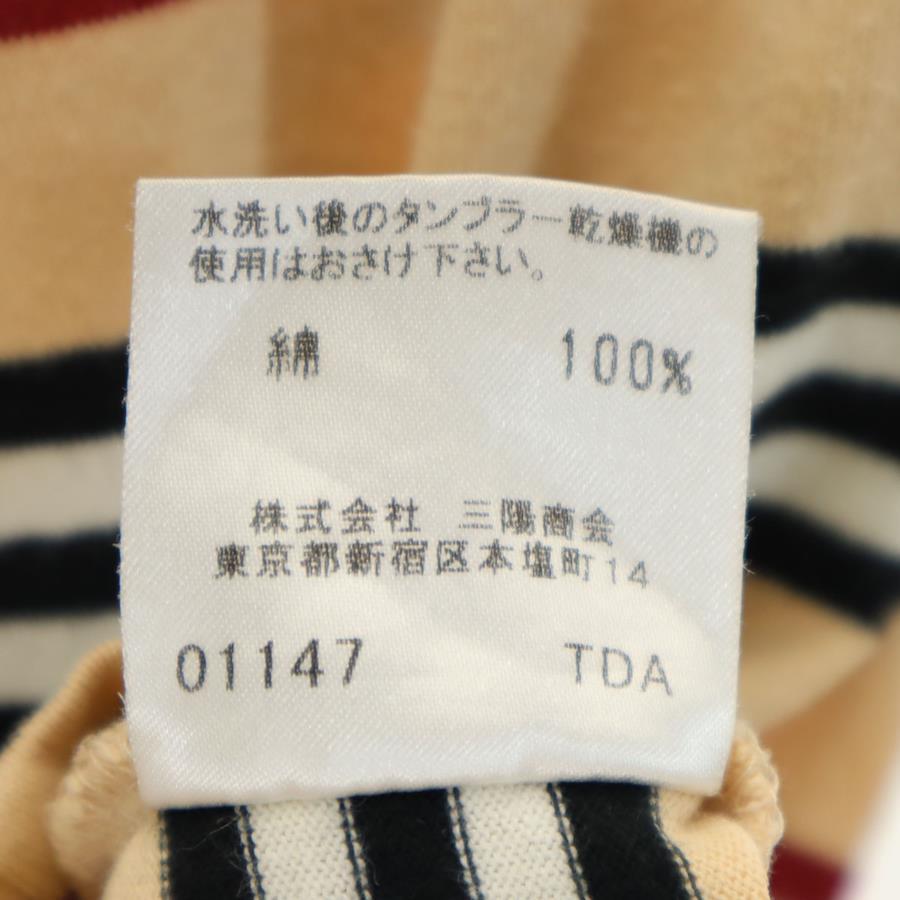 水洗い後のタンブラー乾燥機の
使用はおさけ下さい。
綿 100%
株式会社 三陽商会
東京都新宿区本塩町14
01147 TDA